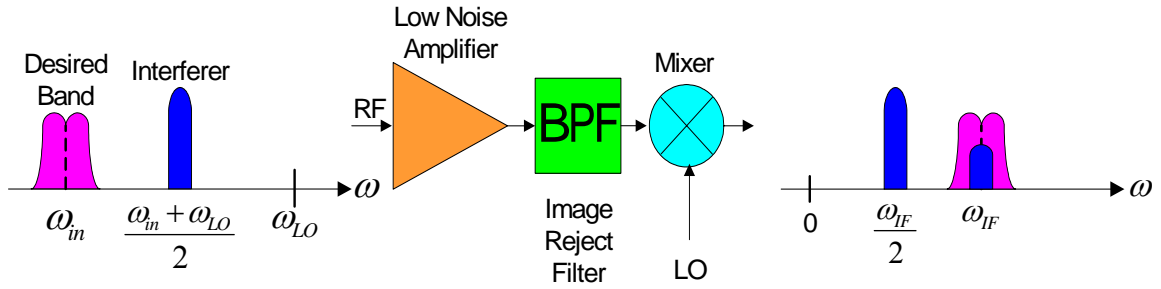 Desired
Band
Interferer
Low Noise
Amplifier
RF
BPF
Mixer
Image
Reject
Filter
LO
ω
ω_in
ω_in + ω_LO
2
ω_LO
0
ω_IF
2
ω_IF
ω